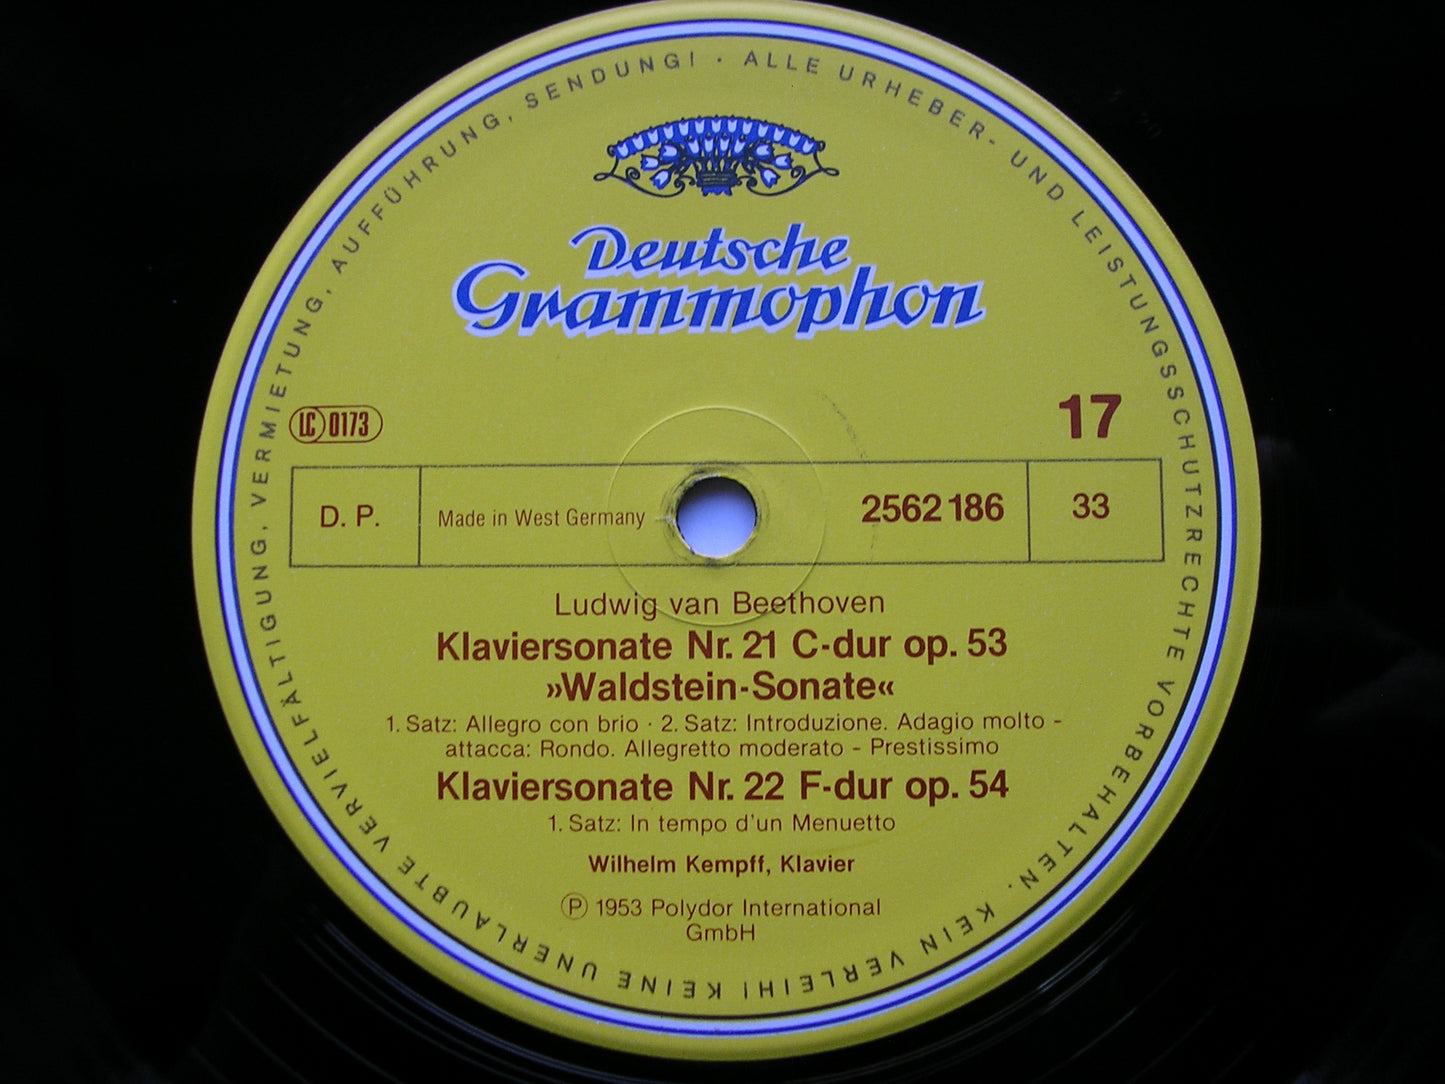 ALLE URHEBER- UND LEISTUNGSSCHUTZRECHTE VORBEHALTEN. KEIN VERLEIH! KEINE UNERLAUBTE VERVIELFÄLTIGUNG, VERMIETUNG, AUFFÜHRUNG, SENDUNG! ·
Deutsche
Grammophon
LC 0173
17
D. P.
Made in West Germany
2562 186
33
Ludwig van Beethoven
Klaviersonate Nr. 21 C-dur op. 53
»Waldstein-Sonate«
1. Satz: Allegro con brio · 2. Satz: Introduzione. Adagio molto -
attacca: Rondo. Allegretto moderato - Prestissimo
Klaviersonate Nr. 22 F-dur op. 54
1. Satz: In tempo d'un Menuetto
Wilhelm Kempff, Klavier
Ⓟ 1953 Polydor International
GmbH